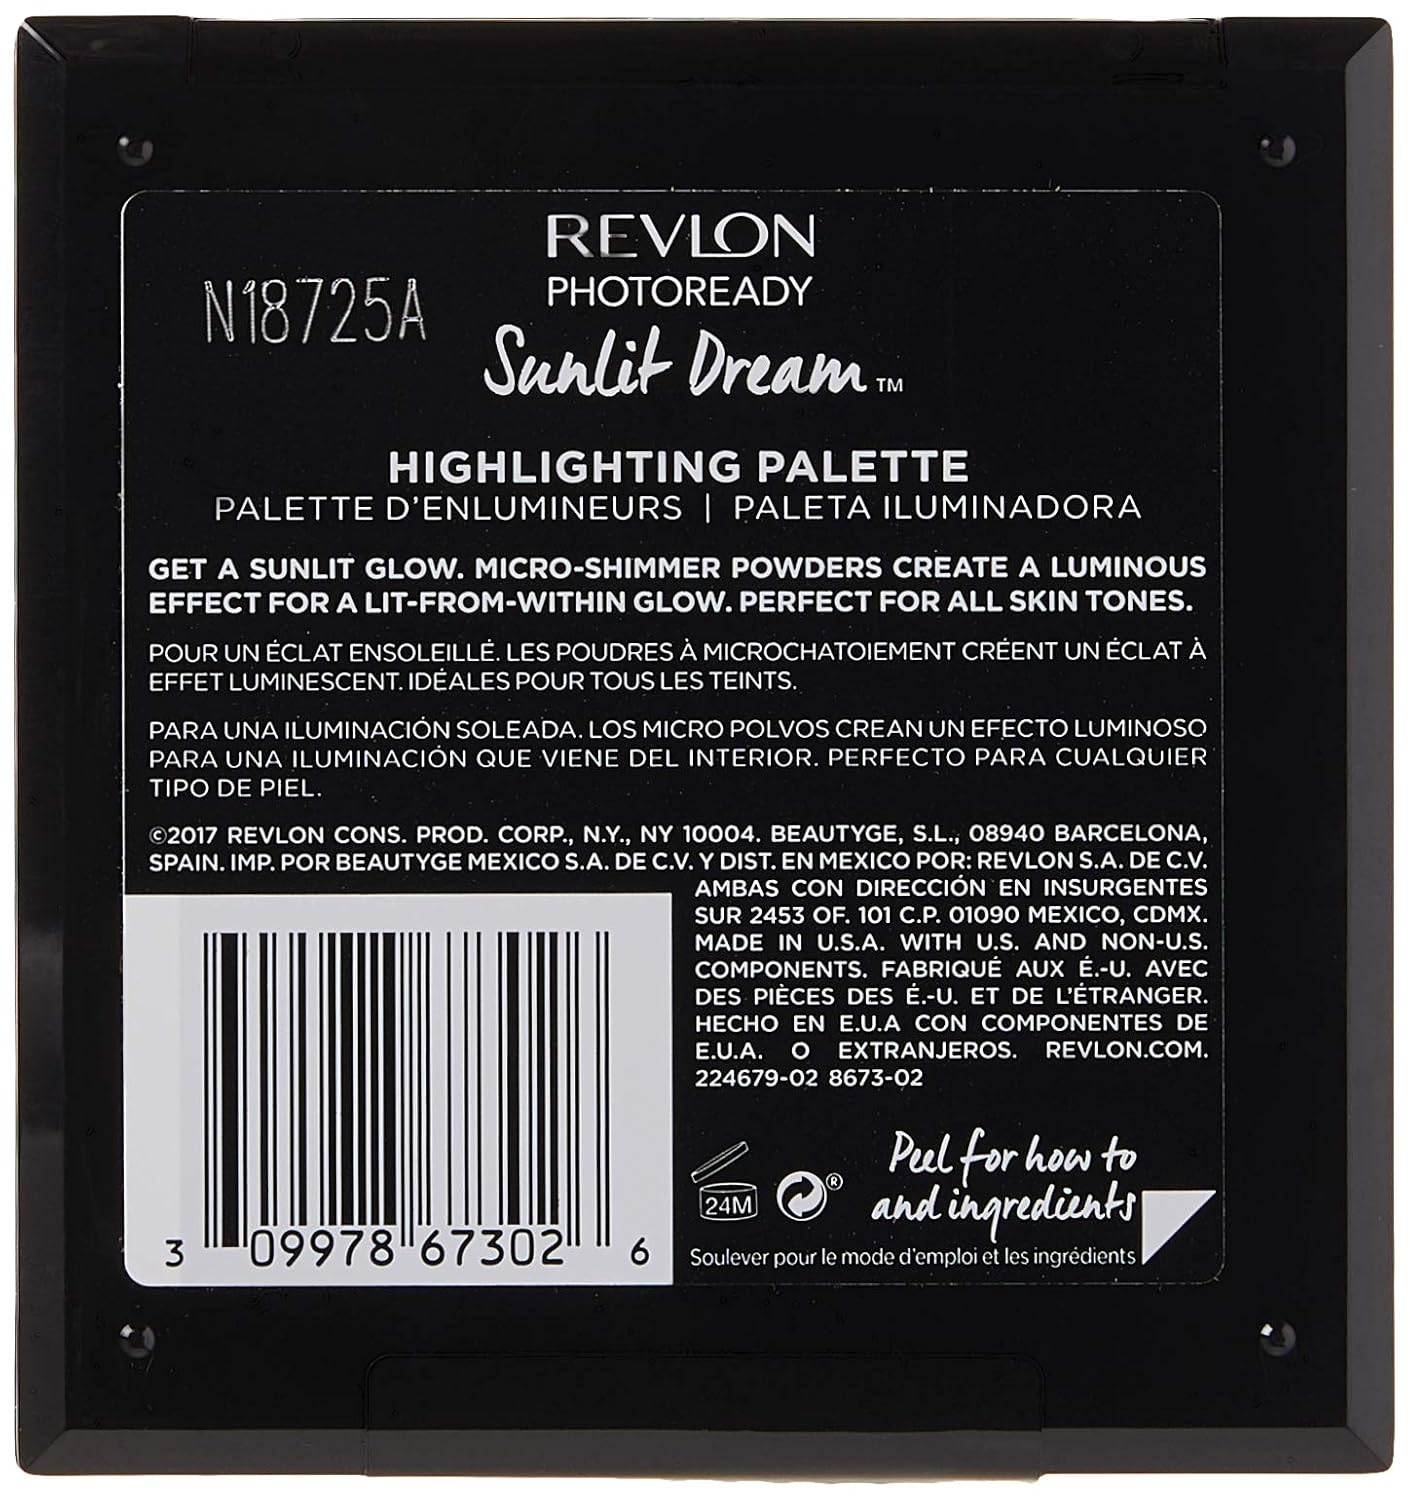 REVLON
PHOTOREADY
N18725A
Sunlit Dream ™
HIGHLIGHTING PALETTE
PALETTE D'ENLUMINEURS | PALETA ILUMINADORA
GET A SUNLIT GLOW. MICRO-SHIMMER POWDERS CREATE A LUMINOUS
EFFECT FOR A LIT-FROM-WITHIN GLOW. PERFECT FOR ALL SKIN TONES.
POUR UN ÉCLAT ENSOLEILLÉ. LES POUDRES À MICROCHATOIEMENT CRÉENT UN ÉCLAT À
EFFET LUMINESCENT. IDÉALES POUR TOUS LES TEINTS.
PARA UNA ILUMINACIÓN SOLEADA. LOS MICRO POLVOS CREAN UN EFECTO LUMINOSO
PARA UNA ILUMINACIÓN QUE VIENE DEL INTERIOR. PERFECTO PARA CUALQUIER
TIPO DE PIEL.
©2017 REVLON CONS. PROD. CORP., N.Y., NY 10004. BEAUTYGE, S.L., 08940 BARCELONA,
SPAIN. IMP. POR BEAUTYGE MEXICO S.A. DE C.V. Y DIST. EN MEXICO POR: REVLON S.A. DE C.V.
AMBAS CON DIRECCIÓN EN INSURGENTES
SUR 2453 OF. 101 C.P. 01090 MEXICO, CDMX.
MADE IN U.S.A. WITH U.S. AND NON-U.S.
COMPONENTS. FABRIQUÉ AUX É.-U. AVEC
DES PIÈCES DES É.-U. ET DE L'ÉTRANGER.
HECHO EN E.U.A CON COMPONENTES DE
E.U.A. O EXTRANJEROS. REVLON.COM.
224679-02 8673-02
3 09978 67302 6
24M
®
Peel for how to
and ingredients
Soulever pour le mode d'emploi et les ingrédients